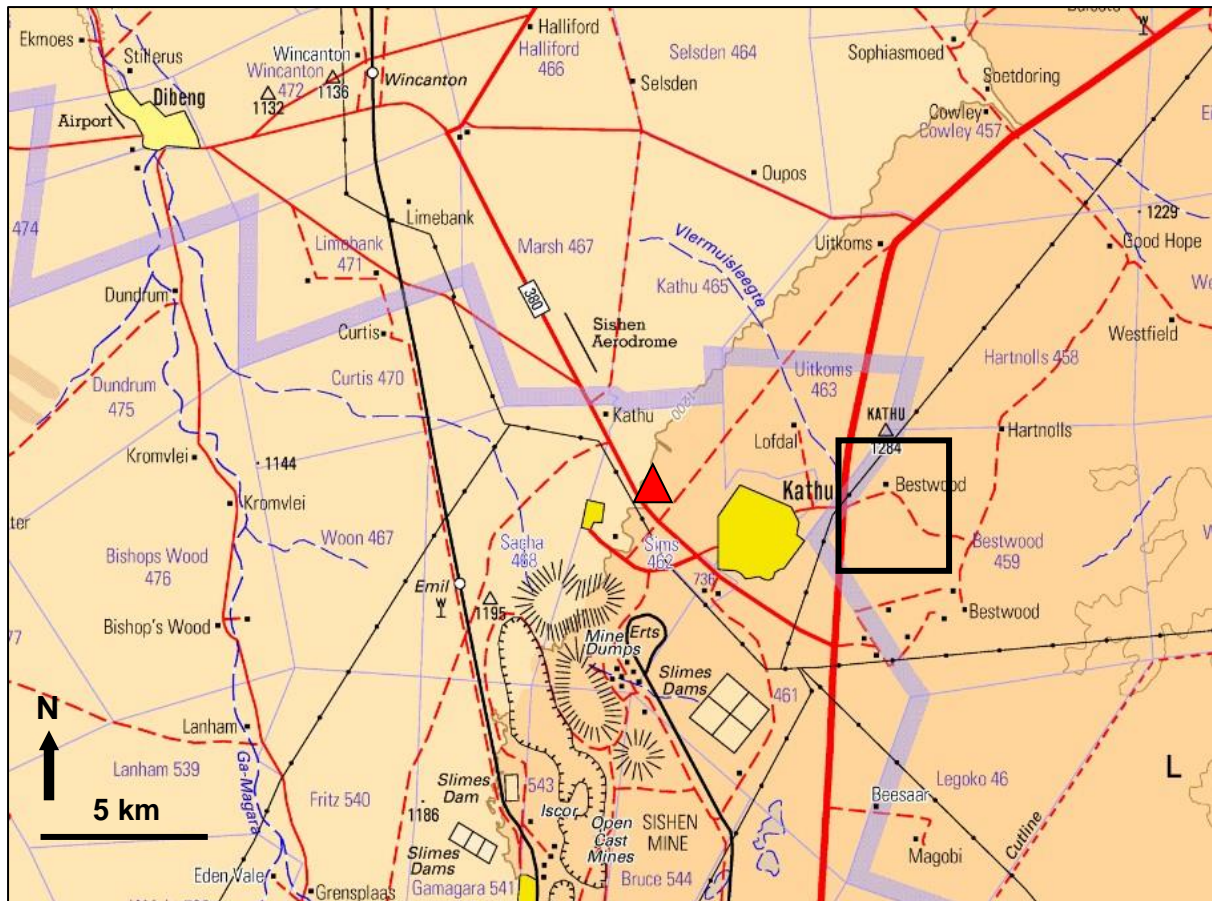 Ekmoes
Stillerus
Dibeng
Airport
Wincanton
Wincanton
472
1132
1136
Wincanton
Halliford
Halliford
466
Selsden 464
Selsden
Sophiasmoed
Soetdoring
Cowley
Cowley 457
Oupos
474
Limebank
Limebank
471
Marsh 467
Vlermuisleegte
Uitkoms
1229
Good Hope
Kathu 465
Dundrum
380
Sishen
Aerodrome
Westfield
Curtis
Curtis 470
Dundrum
475
Uitkoms
463
Hartnolls 458
1200
Kathu
KATHU
1284
Lofdal
Hartnolls
Kromvlei
1144
Kromvlei
Kathu
Bestwood
Woon 467
Sacha
468
Sims
462
Bestwood
459
Bishops Wood
476
Emil
1195
736
Bestwood
Bishop's Wood
Mine
Dumps
Erts
Slimes
Dams
461
N
Lanham
Lanham 539
Ga-Magara
Fritz 540
Slimes
Dam
543
Legoko 46
L
5 km
1186
Iscor
Open
Cast
Mines
SISHEN
MINE
Beesaar
Magobi
Cutline
Slimes
Dams
Eden Vale
Grensplaas
Gamagara 541
Bruce 544